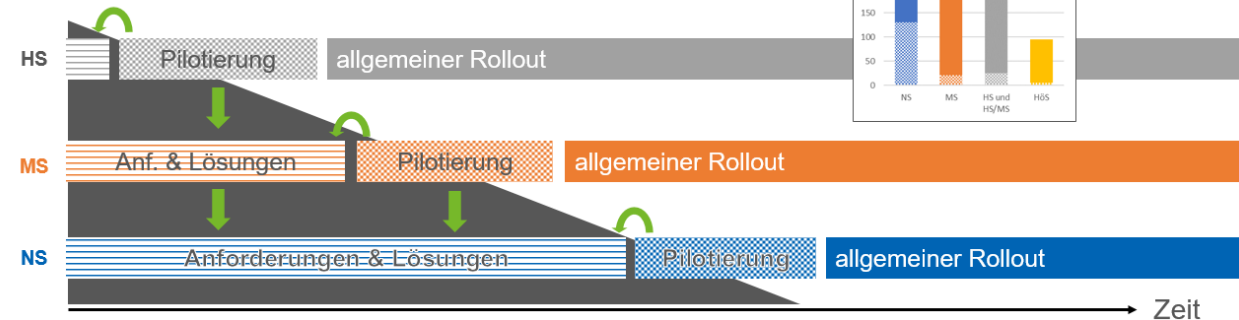 150
100
50
0
NS
MS
HS und
HS/MS
HöS
HS
Pilotierung
allgemeiner Rollout
MS
Anf. & Lösungen
Pilotierung
allgemeiner Rollout
NS
Anforderungen & Lösungen
Pilotierung
allgemeiner Rollout
Zeit